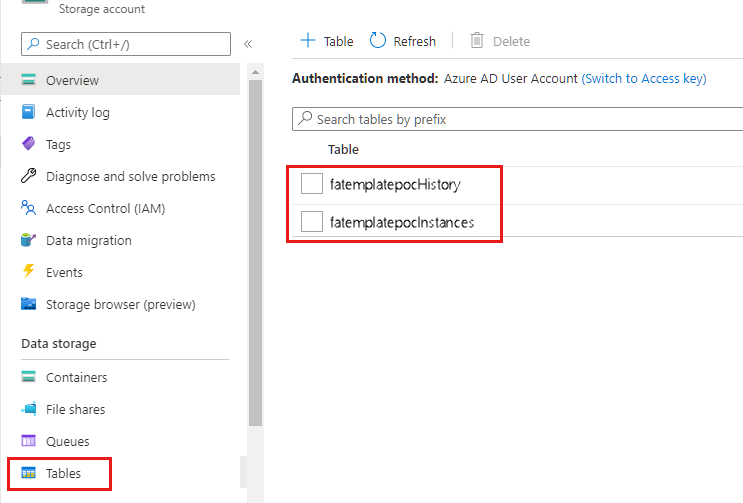 Storage account
Search (Ctrl+/)
«
Overview
Activity log
Tags
Diagnose and solve problems
Access Control (IAM)
Data migration
Events
Storage browser (preview)
Data storage
Containers
File shares
Queues
Tables
+ Table Refresh Delete
Authentication method: Azure AD User Account (Switch to Access key)
Search tables by prefix
Table
fatemplatepocHistory
fatemplatepocInstances